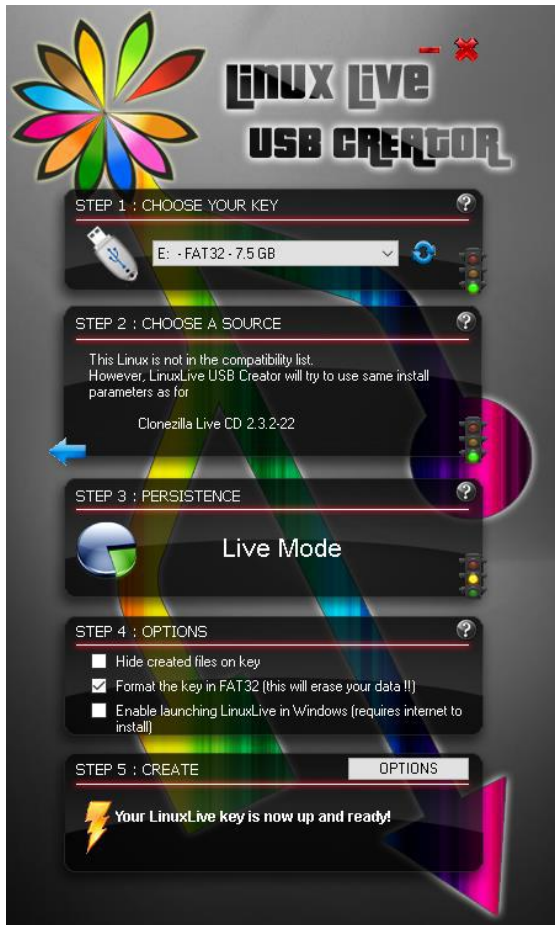 LINUX LIVE
USB CREATOR
STEP 1 : CHOOSE YOUR KEY
?
E: - FAT32 - 7.5 GB
STEP 2 : CHOOSE A SOURCE
?
This Linux is not in the compatibility list.
However, LinuxLive USB Creator will try to use same install
parameters as for
Clonezilla Live CD 2.3.2-22
STEP 3 : PERSISTENCE
?
Live Mode
STEP 4 : OPTIONS
?
Hide created files on key
Format the key in FAT32 (this will erase your data !!)
Enable launching LinuxLive in Windows (requires internet to
install)
STEP 5 : CREATE
OPTIONS
Your LinuxLive key is now up and ready!